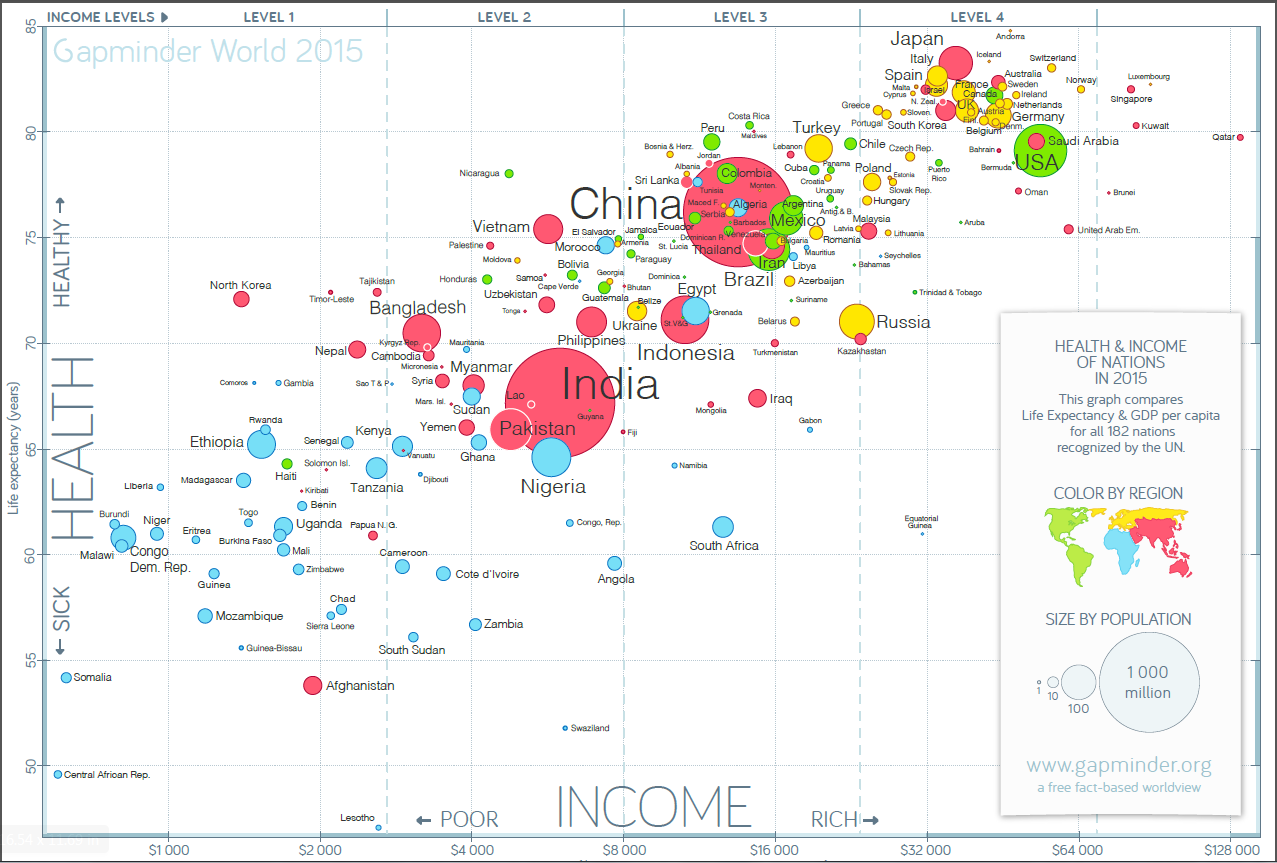 INCOME LEVELS
LEVEL 1
LEVEL 2
LEVEL 3
LEVEL 4
Gapminder World 2015
85
80
75
70
65
60
55
50
Life expectancy (years)
HEALTHY
HEALTH
SICK
Andorra
Japan
Iceland
Italy
Switzerland
Spain
France
Australia
Luxembourg
Malta
Israel
Canada
Sweden
Norway
Cyprus
Ireland
Singapore
N. Zeal.
UK
Netherlands
Greece
Sloven.
Austria
Germany
Portugal
South Korea
Finl.
Denm.
Belgium
Kuwait
Qatar
Costa Rica
Maldives
Peru
Turkey
Chile
Saudi Arabia
USA
Bosnia & Herz.
Jordan
Lebanon
Czech Rep.
Bahrain
Albania
Colombia
Cuba
Panama
Poland
Puerto
Rico
Bermuda
Nicaragua
Sri Lanka
Tunisia
Monten.
Croatia
Estonia
Slovak Rep.
Oman
Brunei
China
Maced F.
Algeria
Argentina
Uruguay
Hungary
Serbia
Barbados
Mexico
Antig.& B.
Malaysia
Aruba
Vietnam
El Salvador
Jamaica
Ecuador
Venezuela
Latvia
Lithuania
United Arab Em.
Palestine
Morocco
Armenia
St. Lucia
Dominican R.
Bulgaria
Romania
Thailand
Iran
Mauritius
Seychelles
Moldova
Paraguay
Libya
Bahamas
Bolivia
Georgia
Dominica
Brazil
Azerbaijan
Honduras
Samoa
Cape Verde
Bhutan
Egypt
Trinidad & Tobago
North Korea
Tajikistan
Timor-Leste
Uzbekistan
Guatemala
Belize
Suriname
Bangladesh
Tonga
Philippines
Ukraine
St.V&G
Grenada
Belarus
Russia
Nepal
Kyrgyz Rep.
Mauritania
Indonesia
Turkmenistan
Kazakhstan
Cambodia
Micronesia
Myanmar
India
Comoros
Gambia
Sao T & P
Syria
Lao
Mars. Isl.
Sudan
Guyana
Mongolia
Iraq
Rwanda
Yemen
Pakistan
Fiji
Gabon
Ethiopia
Senegal
Kenya
Ghana
Vanuatu
Haiti
Solomon Isl.
Namibia
Liberia
Madagascar
Tanzania
Djibouti
Nigeria
Kiribati
Benin
Burundi
Niger
Togo
Uganda
Papua N. G.
Congo, Rep.
South Africa
Equatorial
Guinea
Eritrea
Burkina Faso
Malawi
Congo
Dem. Rep.
Mali
Cameroon
Guinea
Zimbabwe
Cote d'Ivoire
Angola
Mozambique
Chad
Sierra Leone
Zambia
Guinea-Bissau
South Sudan
Somalia
Afghanistan
Swaziland
Central African Rep.
Lesotho
POOR
INCOME
RICH
$1 000
$2 000
$4 000
$8 000
$16 000
$32 000
$64 000
$128 000
HEALTH & INCOME
OF NATIONS
IN 2015
This graph compares
Life Expectancy & GDP per capita
for all 182 nations
recognized by the UN.
COLOR BY REGION
SIZE BY POPULATION
1
10
100
1 000
million
www.gapminder.org
a free fact-based worldview